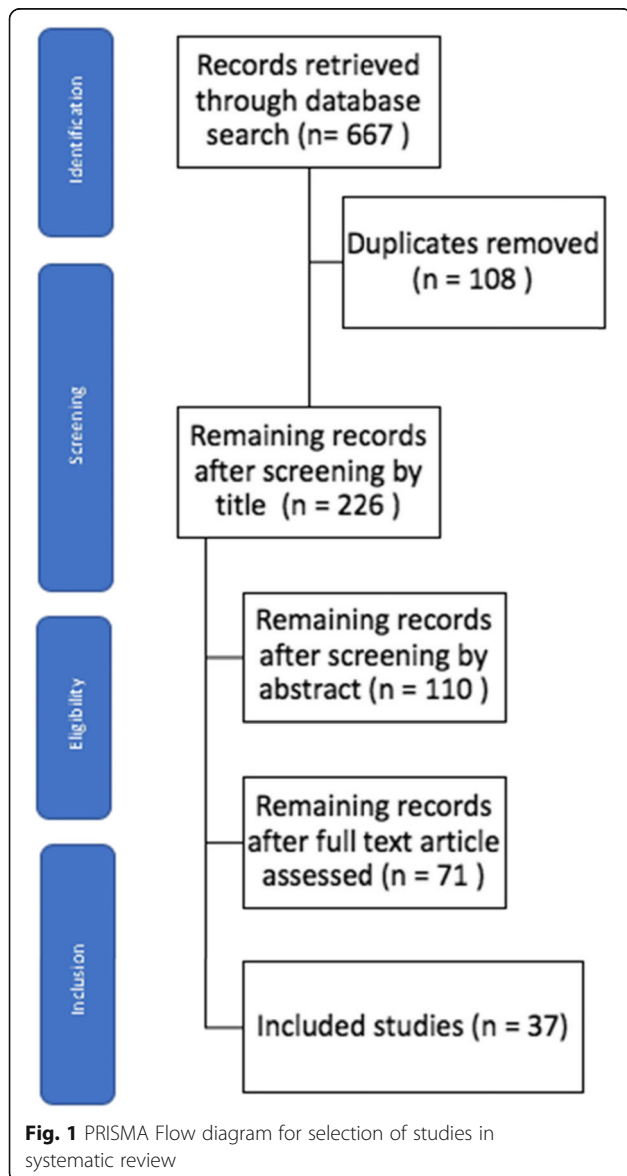 Identification
Records retrieved
through database
search (n= 667 )
Duplicates removed
(n = 108 )
Screening
Remaining records
after screening by
title (n = 226 )
Remaining records
after screening by
abstract (n = 110 )
Eligibility
Remaining records
after full text article
assessed (n = 71 )
Inclusion
Included studies (n = 37)
Fig. 1 PRISMA Flow diagram for selection of studies in
systematic review